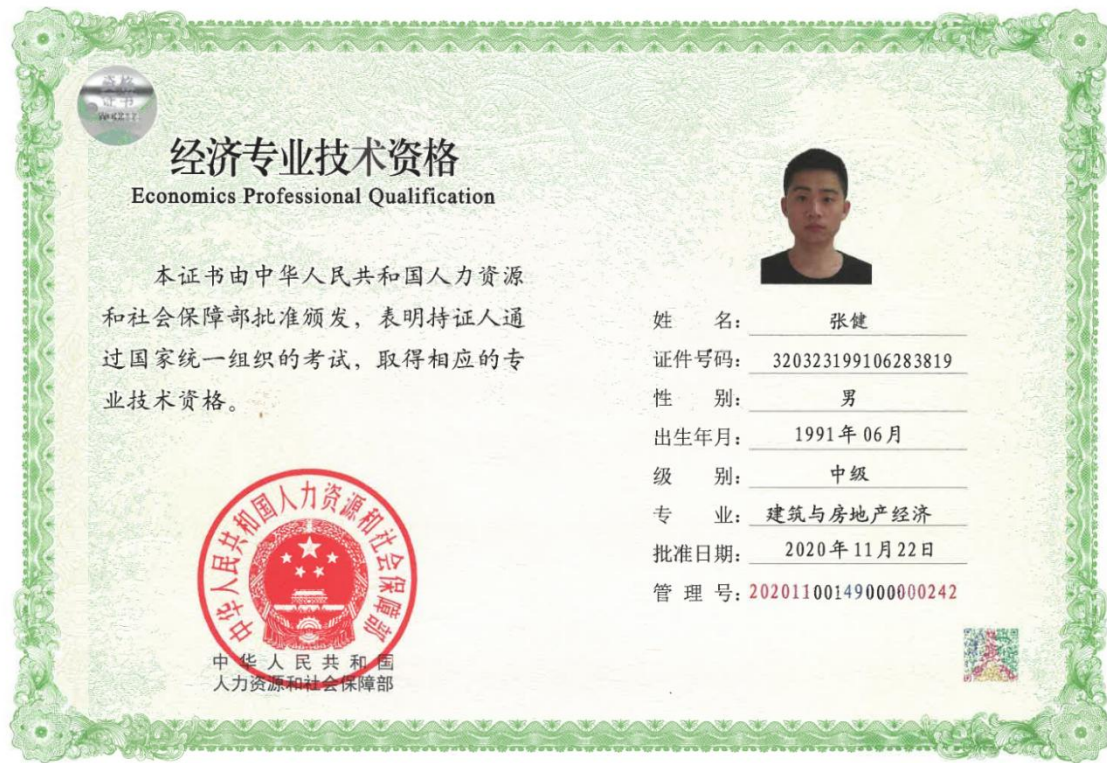 资格
证书
经济专业技术资格
Economics Professional Qualification
本证书由中华人民共和国人力资源
和社会保障部批准颁发，表明持证人通
过国家统一组织的考试，取得相应的专
业技术资格。
中华人民共和国人力资源和社会保障部
中华人民共和国
人力资源和社会保障部
姓 名： 张健
证件号码： 320323199106283819
性 别： 男
出生年月： 1991年06月
级 别： 中级
专 业： 建筑与房地产经济
批准日期： 2020年11月22日
管 理 号：20201100149000000242